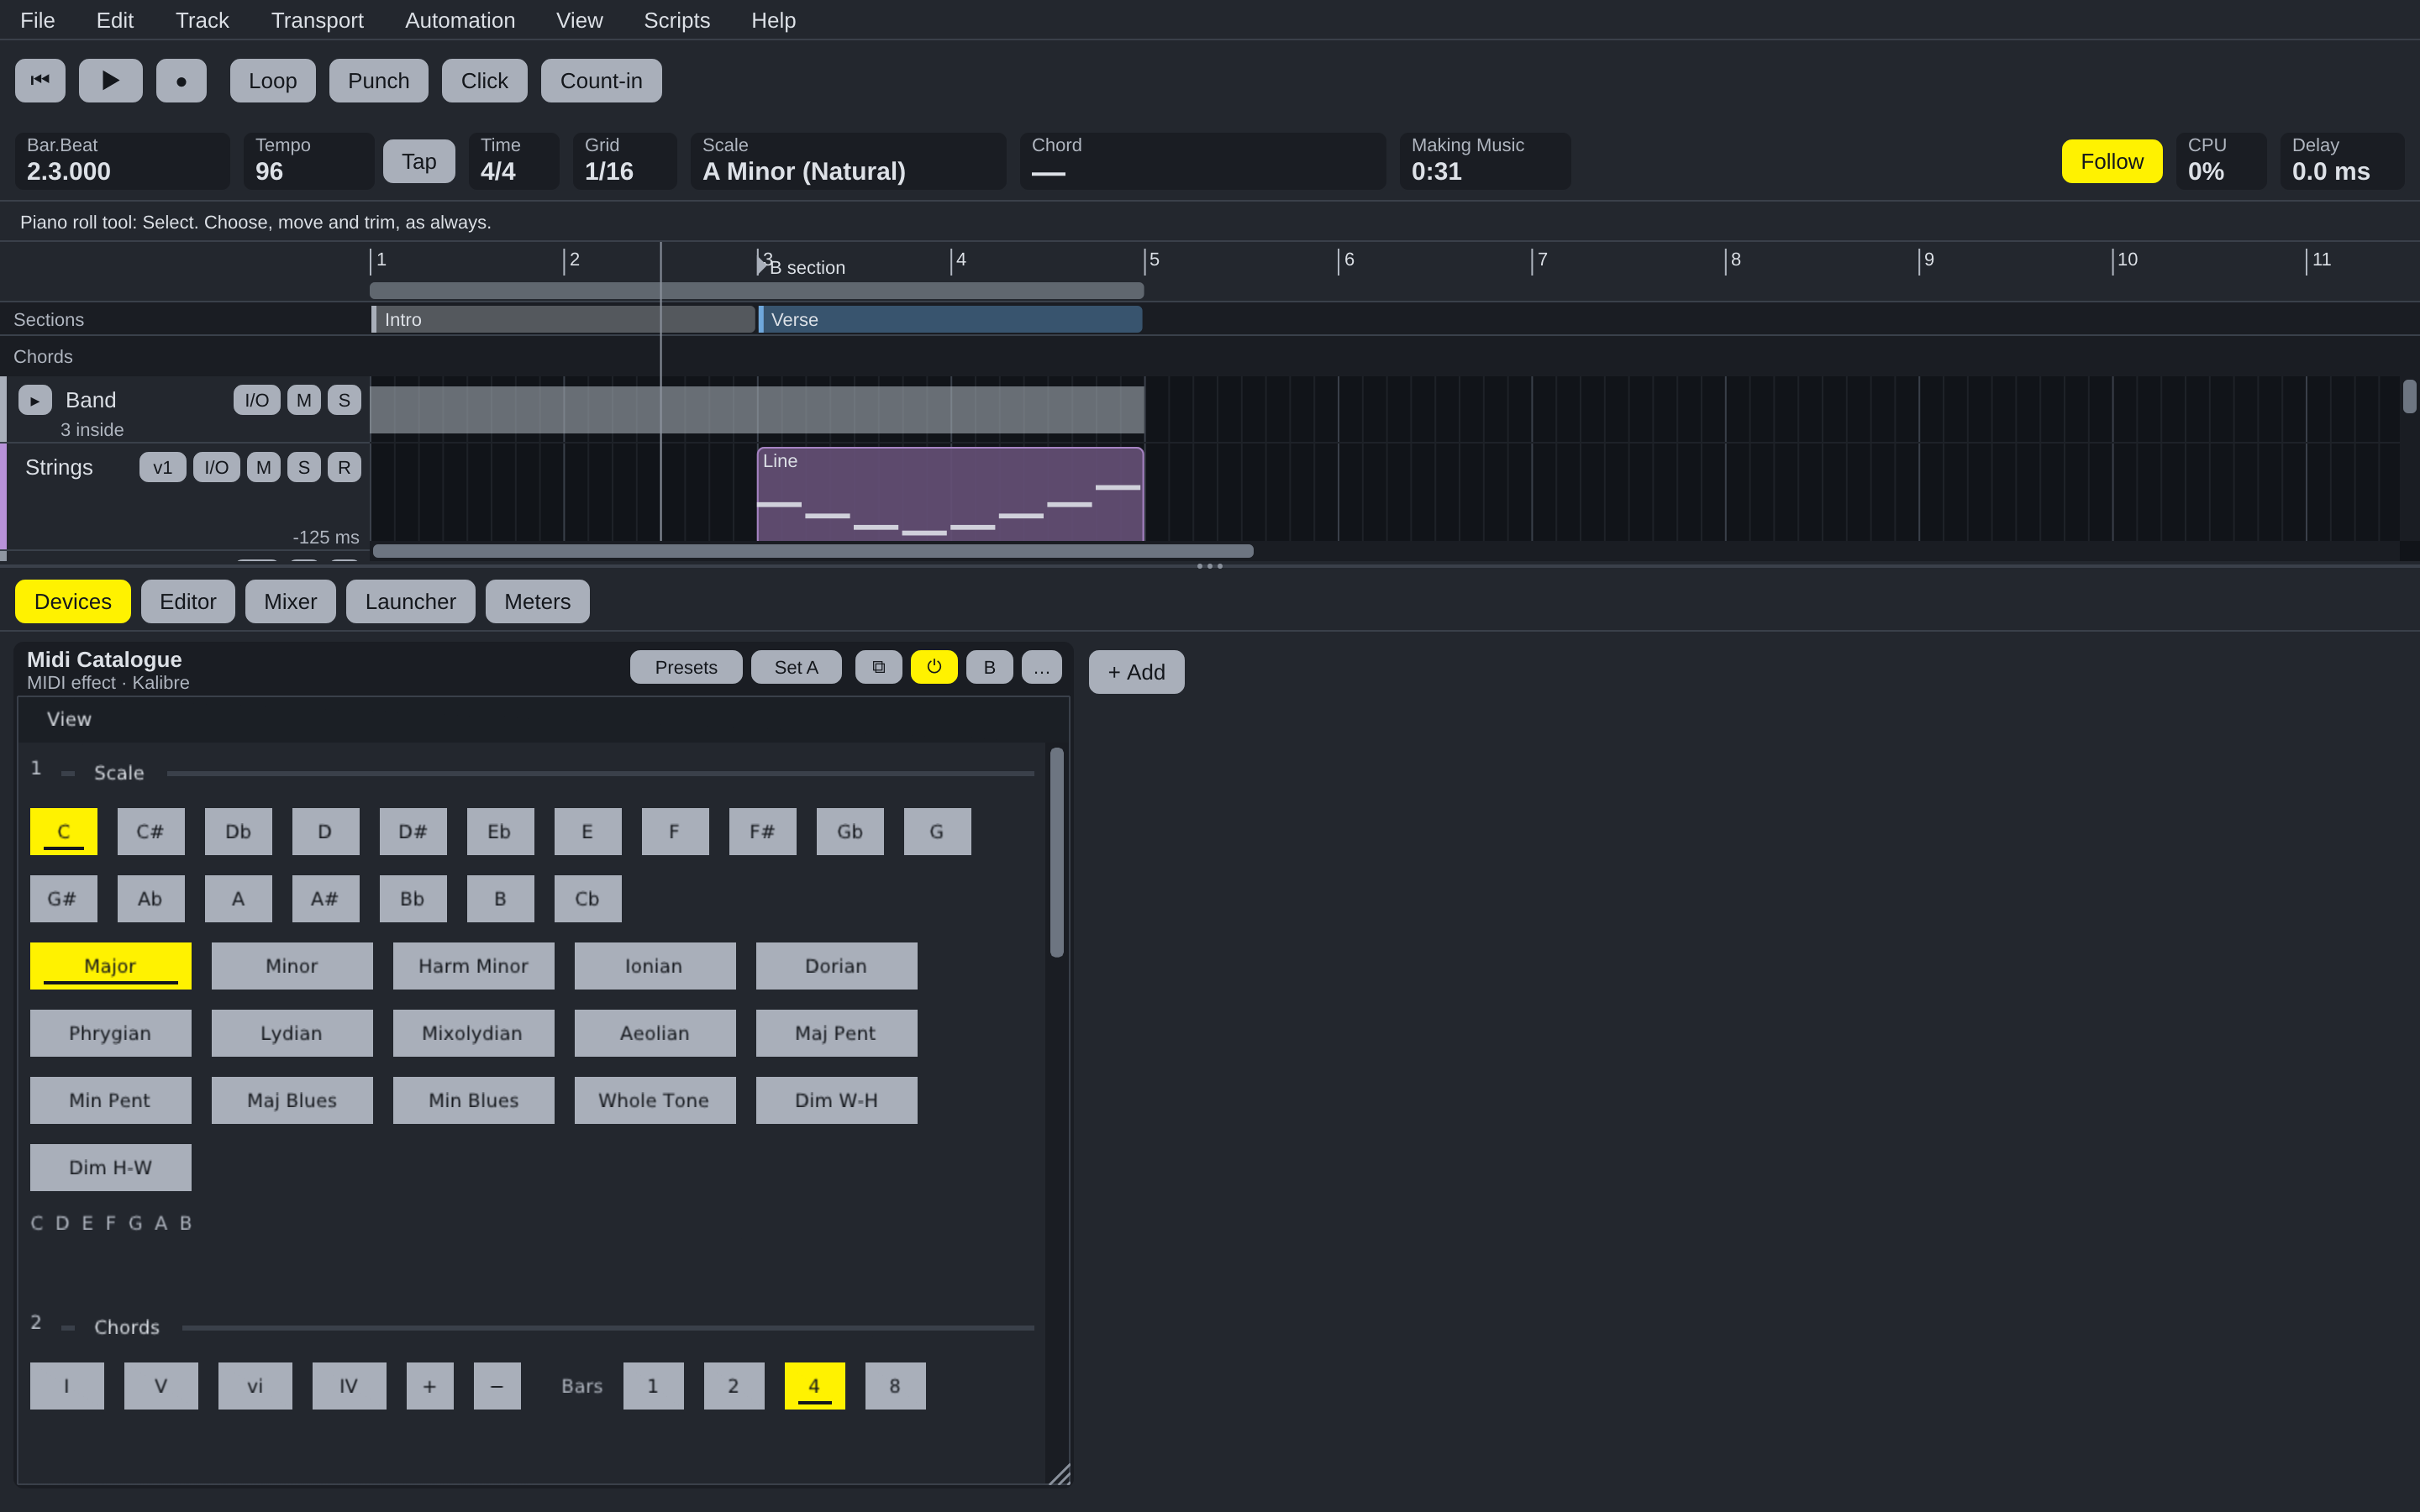 File Edit Track Transport Automation View Scripts Help
Loop Punch Click Count-in
Bar.Beat Tempo Time Grid Scale Chord Making Music CPU Delay
2.3.000 96 Tap 4/4 1/16 A Minor (Natural) — 0:31 Follow 0% 0.0 ms
Piano roll tool: Select. Choose, move and trim, as always.
1 2 3 4 5 6 7 8 9 10 11
B section
Sections Intro Verse
Chords
Band I/O M S
3 inside
Line
Strings v1 I/O M S R
-125 ms
Devices Editor Mixer Launcher Meters
Midi Catalogue Presets Set A B ... + Add
MIDI effect · Kalibre
View
1 Scale
C C# Db D D# Eb E F F# Gb G
G# Ab A A# Bb B Cb
Major Minor Harm Minor Ionian Dorian
Phrygian Lydian Mixolydian Aeolian Maj Pent
Min Pent Maj Blues Min Blues Whole Tone Dim W-H
Dim H-W
C D E F G A B
2 Chords
I V vi IV + − Bars 1 2 4 8